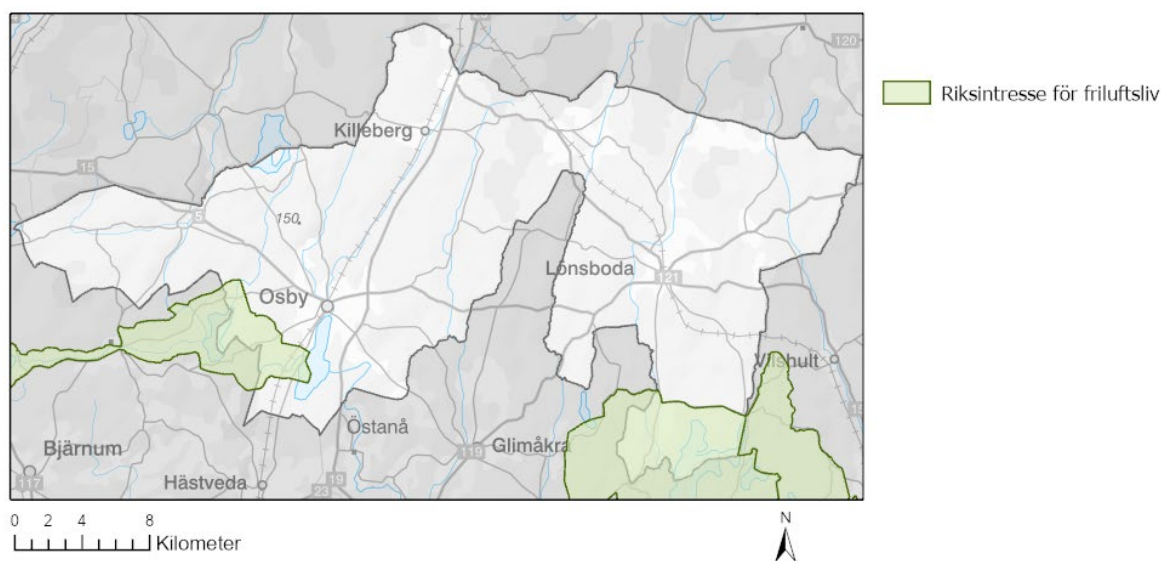 120
Riksintresse för friluftsliv
Killeberg
15
150
Osby
Lönsboda
121
Vilshult
Östanå
Bjärnum
119
Glimåkra
Hästveda
117
19
23
0 2 4 8
Kilometer
N